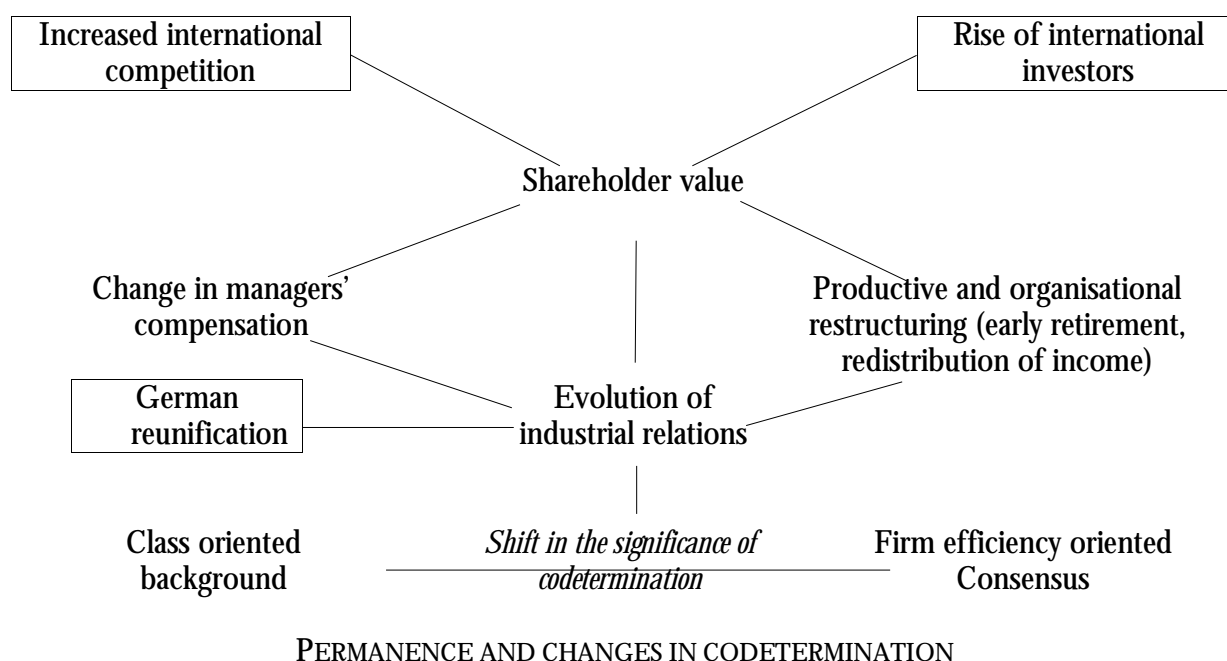 Increased international
competition
Rise of international
investors
Shareholder value
Change in managers’
compensation
Productive and organisational
restructuring (early retirement,
redistribution of income)
German
reunification
Evolution of
industrial relations
Class oriented
background
Shift in the significance of
codetermination
Firm efficiency oriented
Consensus
PERMANENCE AND CHANGES IN CODETERMINATION